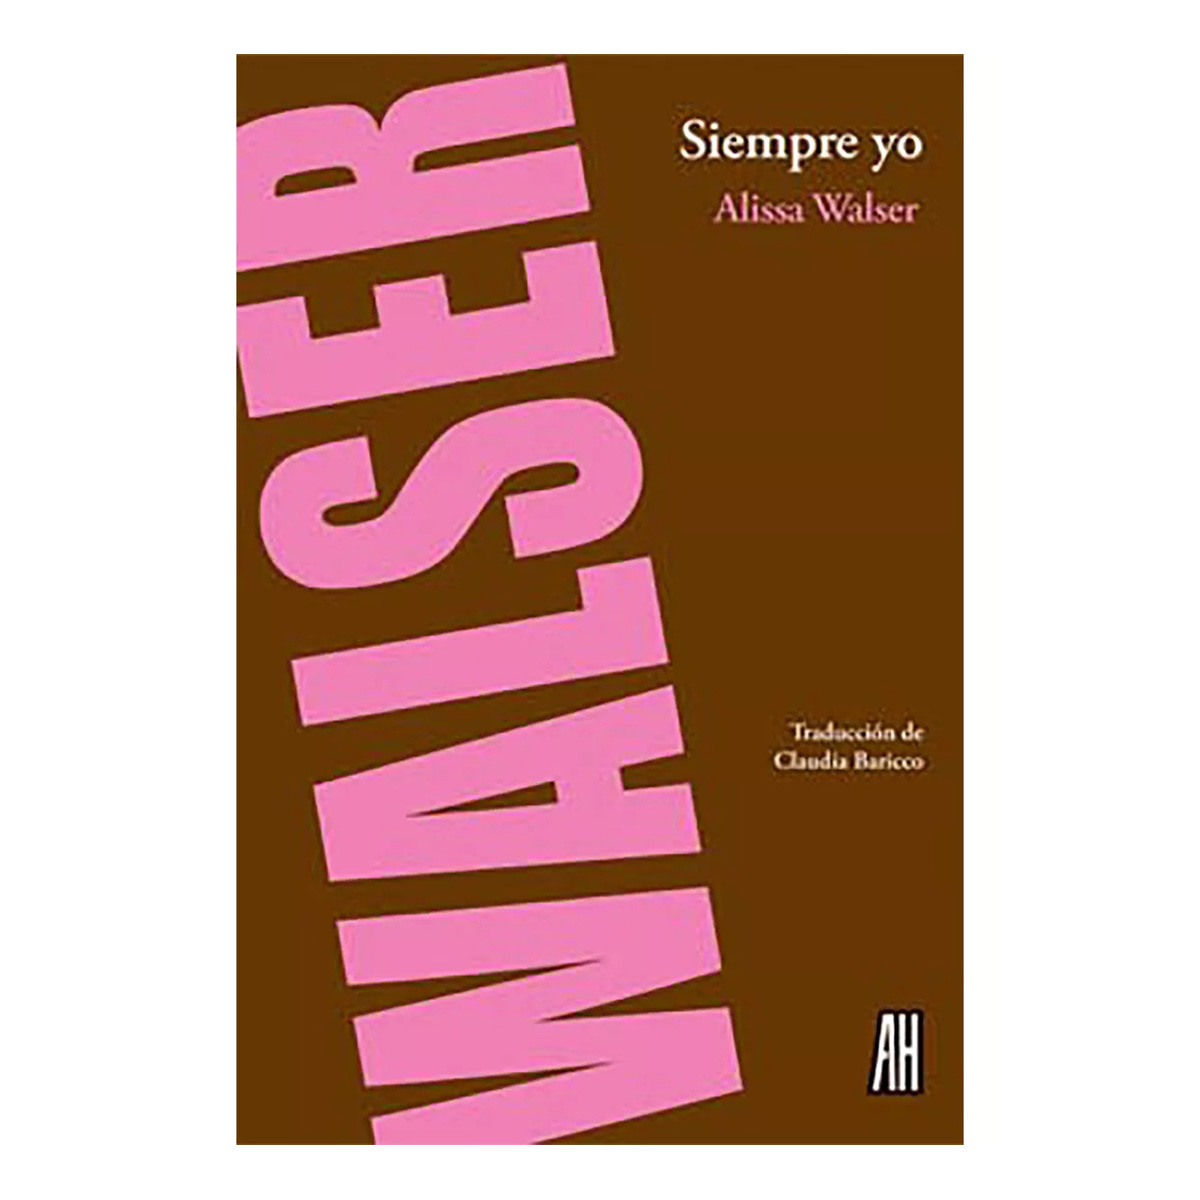 Siempre yo
Alissa Walser
WALSER
Traducción de
Claudia Baricco
AH